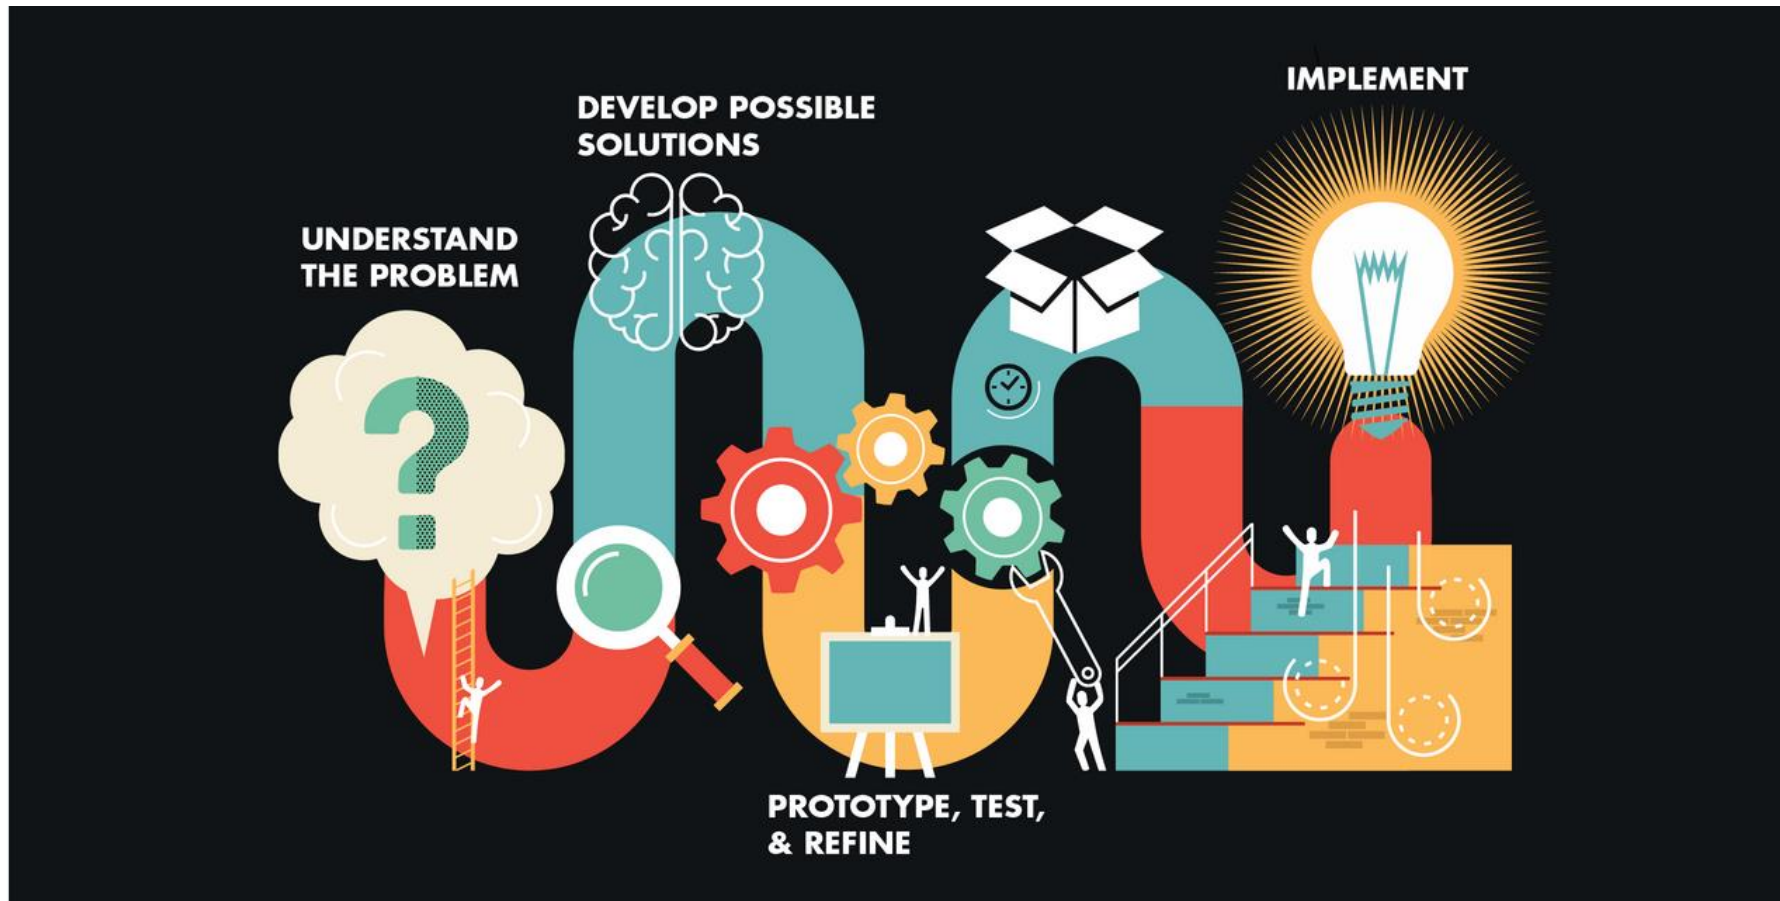 UNDERSTAND
THE PROBLEM
DEVELOP POSSIBLE
SOLUTIONS
PROTOTYPE, TEST,
& REFINE
IMPLEMENT